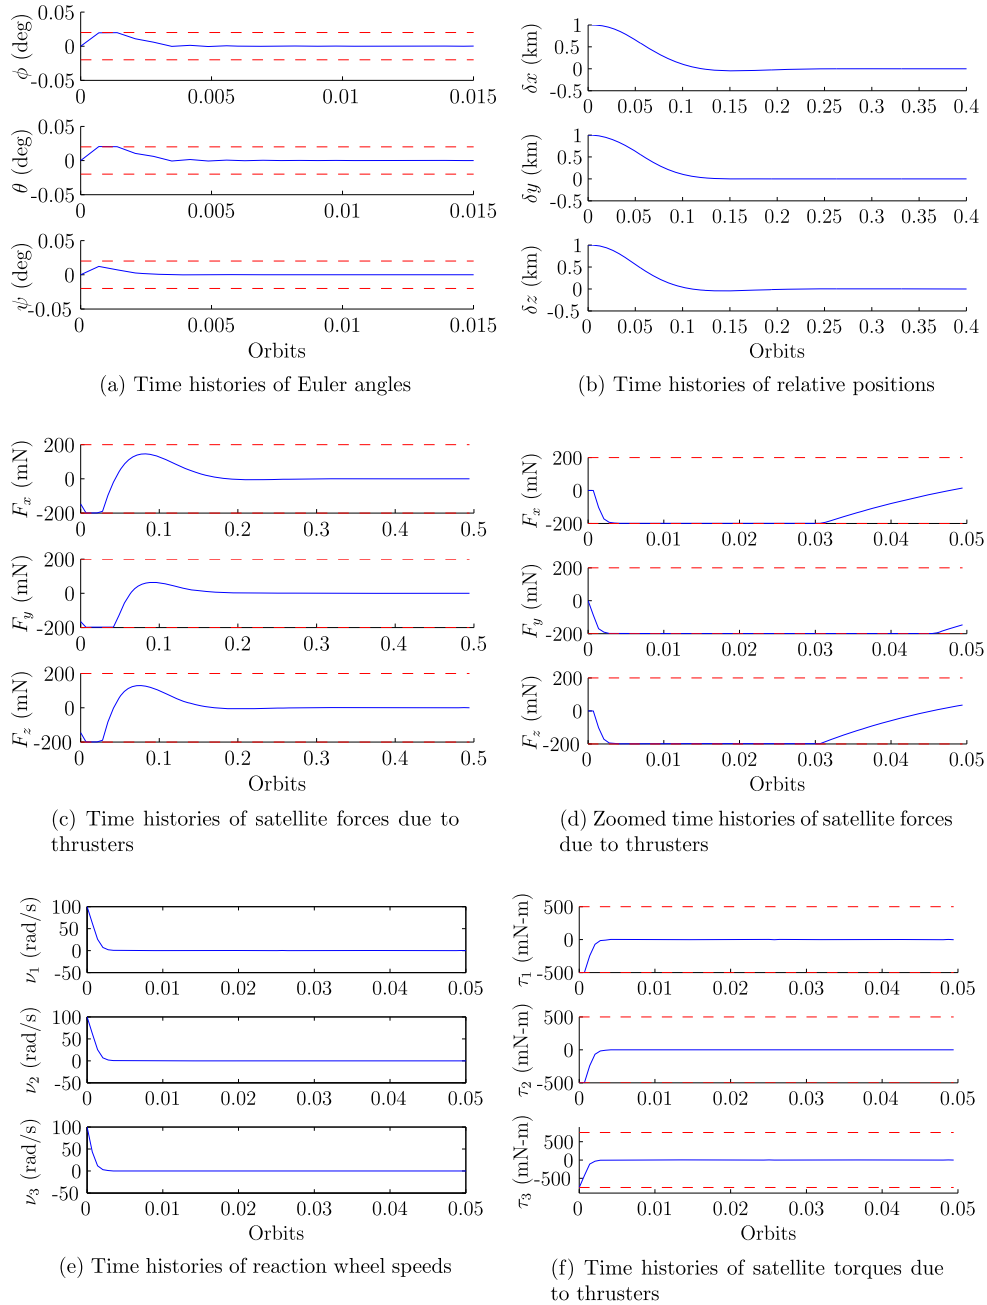 ϕ (deg)
0.05
0
-0.05
0 0.005 0.01 0.015
θ (deg)
0.05
0
-0.05
0 0.005 0.01 0.015
ψ (deg)
0.05
0
-0.05
0 0.005 0.01 0.015
Orbits
(a) Time histories of Euler angles
δx (km)
1
0.5
0
-0.5
0 0.05 0.1 0.15 0.2 0.25 0.3 0.35 0.4
δy (km)
1
0.5
0
-0.5
0 0.05 0.1 0.15 0.2 0.25 0.3 0.35 0.4
δz (km)
1
0.5
0
-0.5
0 0.05 0.1 0.15 0.2 0.25 0.3 0.35 0.4
Orbits
(b) Time histories of relative positions
F_x (mN)
200
0
-200
0 0.1 0.2 0.3 0.4 0.5
F_y (mN)
200
0
-200
0 0.1 0.2 0.3 0.4 0.5
F_z (mN)
200
0
-200
0 0.1 0.2 0.3 0.4 0.5
Orbits
(c) Time histories of satellite forces due to
thrusters
F_x (mN)
200
0
-200
0 0.01 0.02 0.03 0.04 0.05
F_y (mN)
200
0
-200
0 0.01 0.02 0.03 0.04 0.05
F_z (mN)
200
0
-200
0 0.01 0.02 0.03 0.04 0.05
Orbits
(d) Zoomed time histories of satellite forces
due to thrusters
ν1 (rad/s)
100
50
0
-50
0 0.01 0.02 0.03 0.04 0.05
ν2 (rad/s)
100
50
0
-50
0 0.01 0.02 0.03 0.04 0.05
ν3 (rad/s)
100
50
0
-50
0 0.01 0.02 0.03 0.04 0.05
Orbits
(e) Time histories of reaction wheel speeds
τ1 (mN-m)
500
0
-500
0 0.01 0.02 0.03 0.04 0.05
τ2 (mN-m)
500
0
-500
0 0.01 0.02 0.03 0.04 0.05
τ3 (mN-m)
500
0
-500
0 0.01 0.02 0.03 0.04 0.05
Orbits
(f) Time histories of satellite torques due
to thrusters